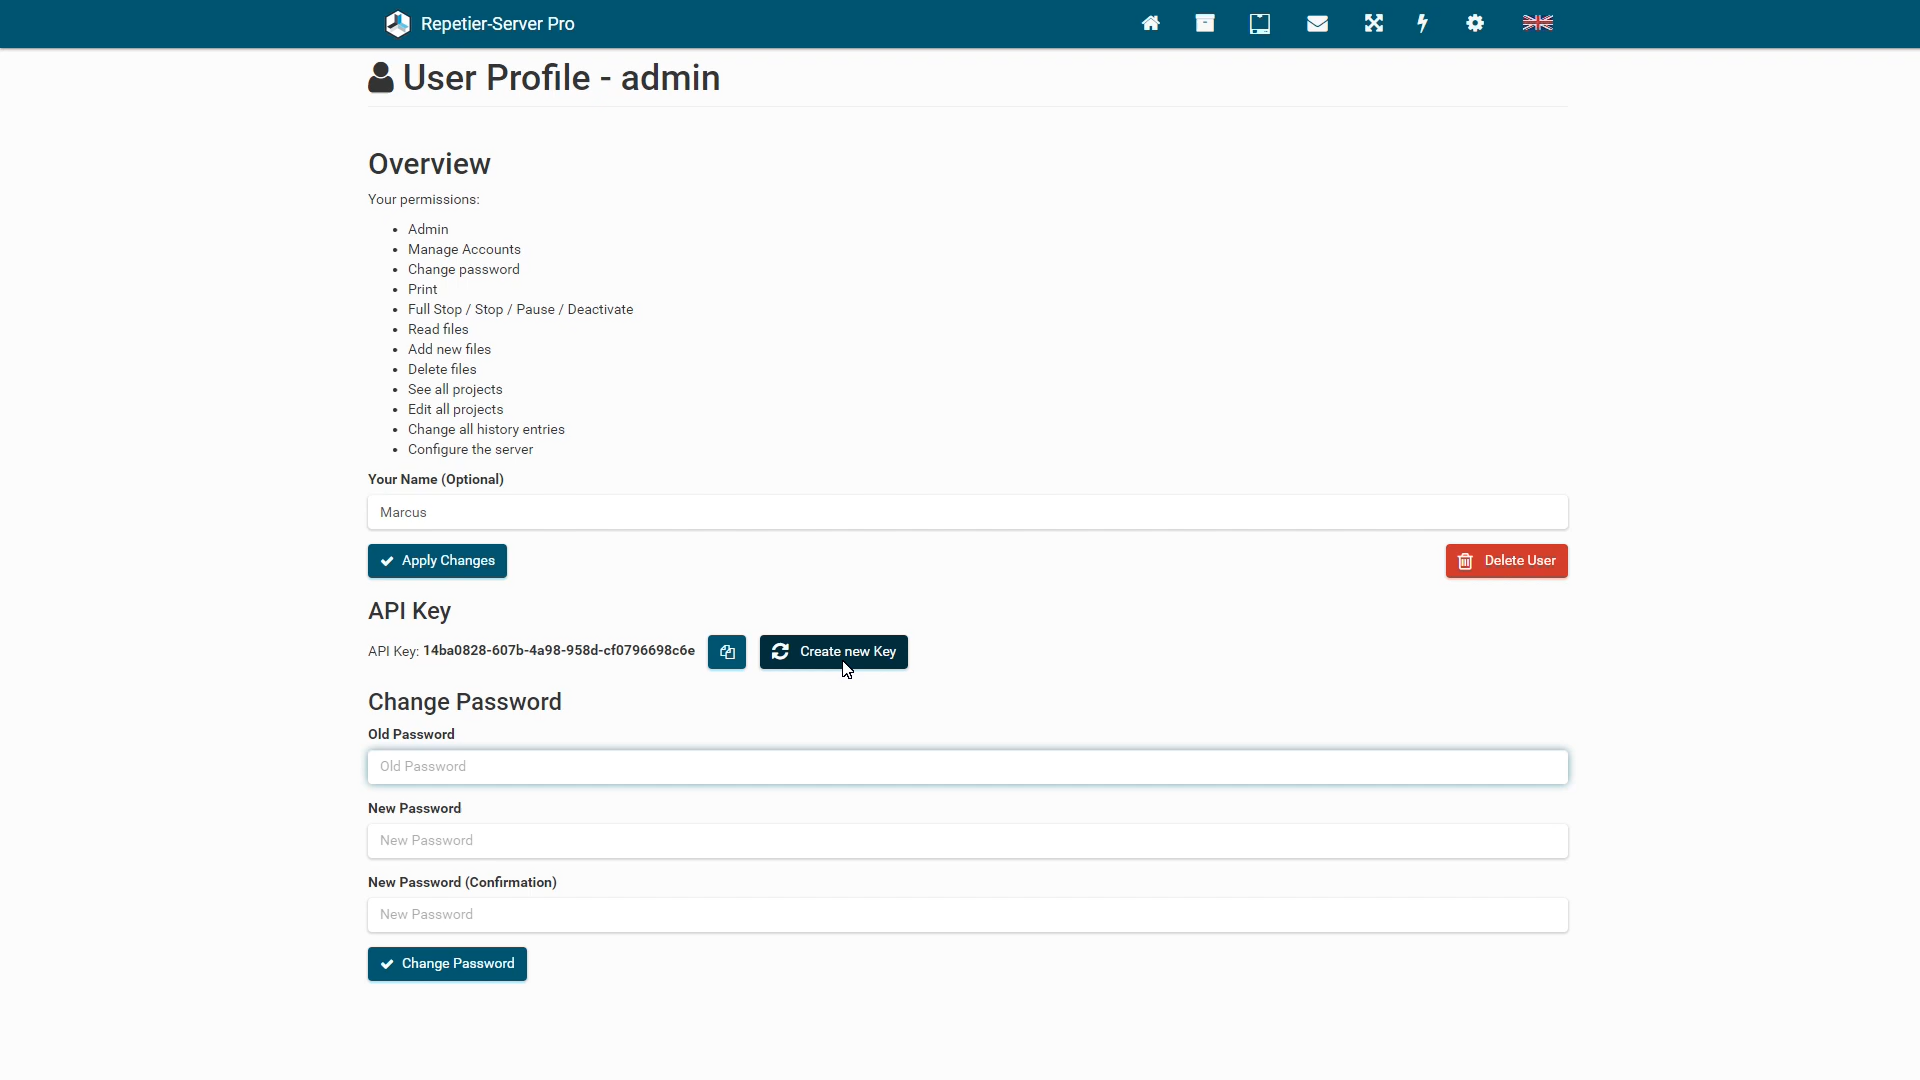 Repetier-Server Pro
User Profile - admin
Overview
Your permissions:
Admin
Manage Accounts
Change password
Print
Full Stop / Stop / Pause / Deactivate
Read files
Add new files
Delete files
See all projects
Edit all projects
Change all history entries
Configure the server
Your Name (Optional)
Marcus
Apply Changes
Delete User
API Key
API Key: 14ba0828-607b-4a98-958d-cf0796698c6e
Create new Key
Change Password
Old Password
Old Password
New Password
New Password
New Password (Confirmation)
New Password
Change Password